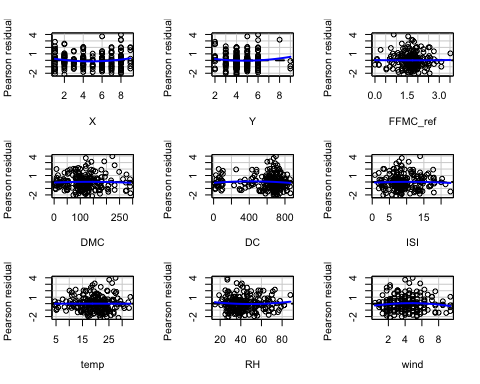 Pearson residual
-2 1 4
2 4 6 8
X
Pearson residual
-2 1 4
2 4 6 8
Y
Pearson residual
-2 1 4
0.0 1.5 3.0
FFMC_ref
Pearson residual
-2 1 4
0 100 250
DMC
Pearson residual
-2 1 4
0 400 800
DC
Pearson residual
-2 1 4
0 5 15
ISI
Pearson residual
-2 1 4
5 15 25
temp
Pearson residual
-2 1 4
20 40 60 80
RH
Pearson residual
-2 1 4
2 4 6 8
wind